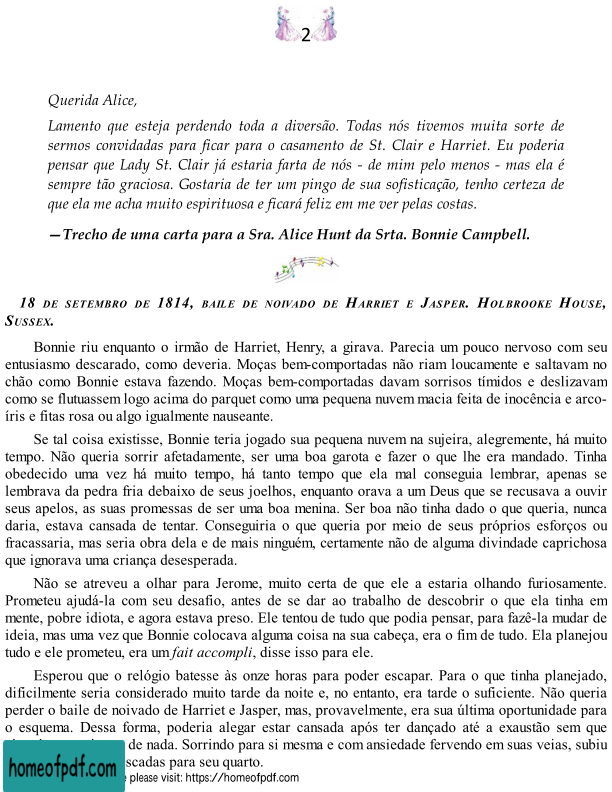 2
Querida Alice,
Lamento que esteja perdendo toda a diversão. Todas nós tivemos muita sorte de
sermos convidadas para ficar para o casamento de St. Clair e Harriet. Eu poderia
pensar que Lady St. Clair já estaria farta de nós - de mim pelo menos - mas ela é
sempre tão graciosa. Gostaria de ter um pingo de sua sofisticação, tenho certeza de
que ela me acha muito espirituosa e ficará feliz em me ver pelas costas.
—Trecho de uma carta para a Sra. Alice Hunt da Srta. Bonnie Campbell.
18 DE SETEMBRO DE 1814, BAILE DE NOIVADO DE HARRIET E JASPER. HOLBROOKE HOUSE,
SUSSEX.
Bonnie riu enquanto o irmão de Harriet, Henry, a girava. Parecia um pouco nervoso com seu
entusiasmo descarado, como deveria. Moças bem-comportadas não riam loucamente e saltavam no
chão como Bonnie estava fazendo. Moças bem-comportadas davam sorrisos tímidos e deslizavam
como se flutuassem logo acima do parquet como uma pequena nuvem macia feita de inocência e arco-
íris e fitas rosa ou algo igualmente nauseante.
Se tal coisa existisse, Bonnie teria jogado sua pequena nuvem na sujeira, alegremente, há muito
tempo. Não queria sorrir afetadamente, ser uma boa garota e fazer o que lhe era mandado. Tinha
obedecido uma vez há muito tempo, há tanto tempo que ela mal conseguia lembrar, apenas se
lembrava da pedra fria debaixo de seus joelhos, enquanto orava a um Deus que se recusava a ouvir
seus apelos, as suas promessas de ser uma boa menina. Ser boa não tinha dado o que queria, nunca
daria, estava cansada de tentar. Conseguiria o que queria por meio de seus próprios esforços ou
fracassaria, mas seria obra dela e de mais ninguém, certamente não de alguma divindade caprichosa
que ignorava uma criança desesperada.
Não se atreveu a olhar para Jerome, muito certa de que ele a estaria olhando furiosamente.
Prometeu ajudá-la com seu desafio, antes de se dar ao trabalho de descobrir o que ela tinha em
mente, pobre idiota, e agora estava preso. Ele tentou de tudo que podia pensar, para fazê-la mudar de
ideia, mas uma vez que Bonnie colocava alguma coisa na sua cabeça, era o fim de tudo. Ela planejou
tudo e ele prometeu, era um fait accompli, disse isso para ele.
Esperou que o relógio batesse às onze horas para poder escapar. Para o que tinha planejado,
dificilmente seria considerado muito tarde da noite e, no entanto, era tarde o suficiente. Não queria
perder o baile de noivado de Harriet e Jasper, mas, provavelmente, era sua última oportunidade para
o esquema. Dessa forma, poderia alegar estar cansada após ter dançado até a exaustão sem que
de nada. Sorrindo para si mesma e com ansiedade fervendo em suas veias, subiu
scadas para seu quarto.
homeofpdf.com
please visit: https://homeofpdf.com